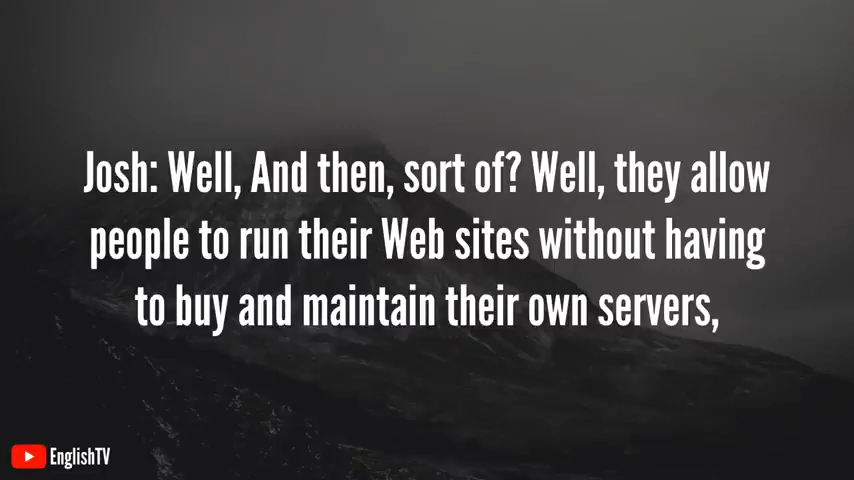 Josh: Well, And then, sort of? Well, they allow
people to run their Web sites without having
to buy and maintain their own servers,
EnglishTV